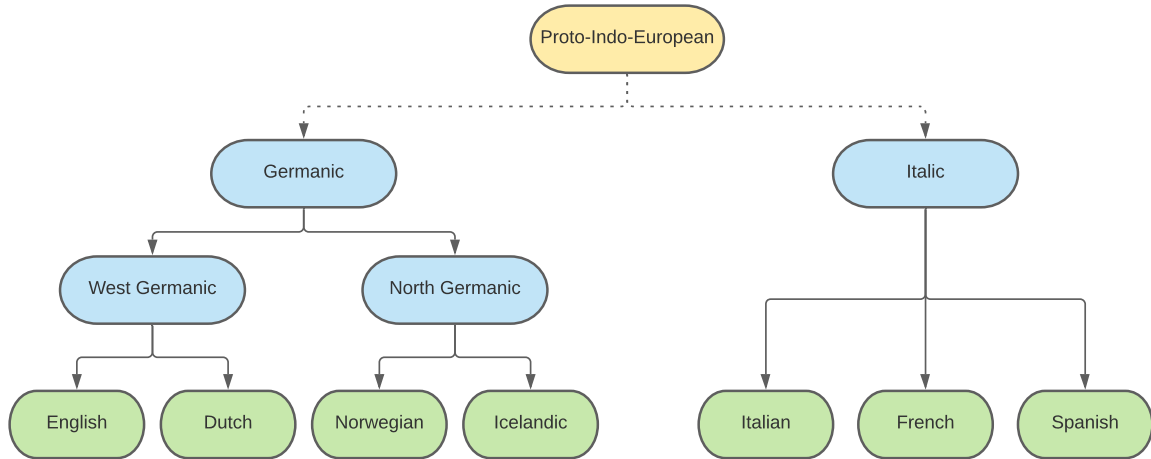 Proto-Indo-European
Germanic
Italic
West Germanic
North Germanic
English
Dutch
Norwegian
Icelandic
Italian
French
Spanish